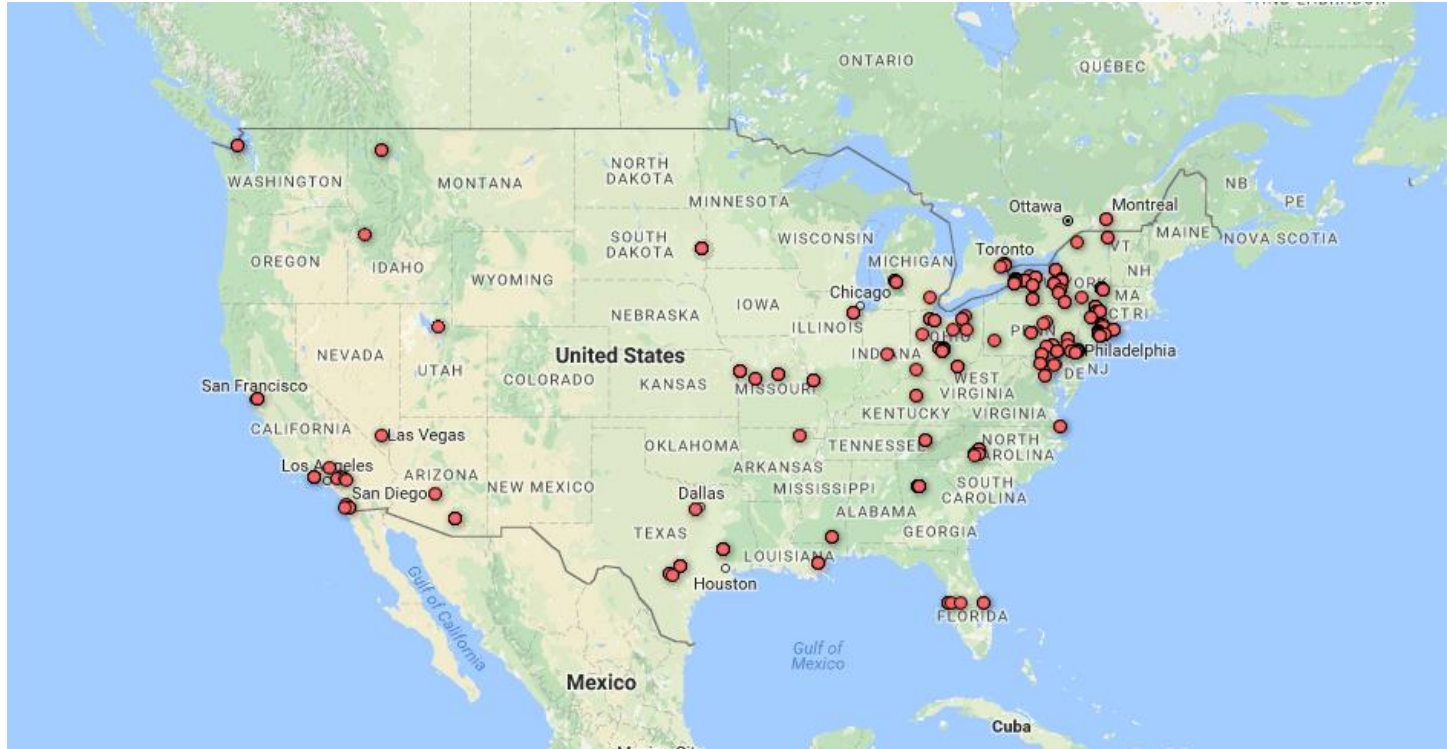 ONTARIO
QUÉBEC
NB
PE
NOVA SCOTIA
MAINE
Ottawa
Montreal
VT
NH
Toronto
MA
CT RI
WASHINGTON
MONTANA
NORTH
DAKOTA
MINNESOTA
SOUTH
DAKOTA
WISCONSIN
MICHIGAN
OREGON
IDAHO
WYOMING
Chicago
IOWA
NEBRASKA
ILLINOIS
INDIANA
OHIO
PENN
Philadelphia
DE
NJ
NEVADA
UTAH
COLORADO
United States
KANSAS
MISSOURI
WEST
VIRGINIA
KENTUCKY
VIRGINIA
San Francisco
CALIFORNIA
Las Vegas
Los Angeles
San Diego
ARIZONA
NEW MEXICO
OKLAHOMA
ARKANSAS
TENNESSEE
NORTH
CAROLINA
SOUTH
CAROLINA
MISSISSIPPI
ALABAMA
GEORGIA
Dallas
TEXAS
LOUISIANA
Houston
FLORIDA
Gulf of California
Gulf of
Mexico
Mexico
Cuba